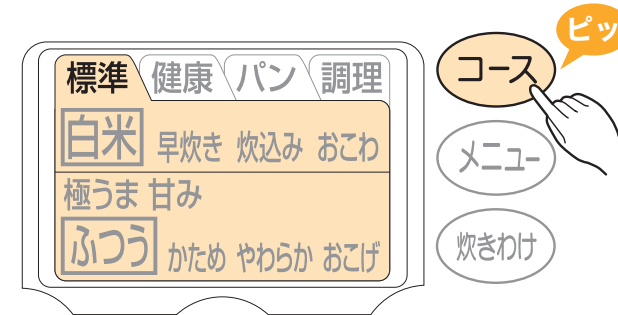 ピッ
標準 健康 パン 調理
コース
白米 早炊き 炊込み おこわ
メニュー
極うま 甘み
ふつう かため やわらか おこげ
炊きわけ